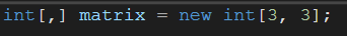 int[,] matrix = new int[3, 3];